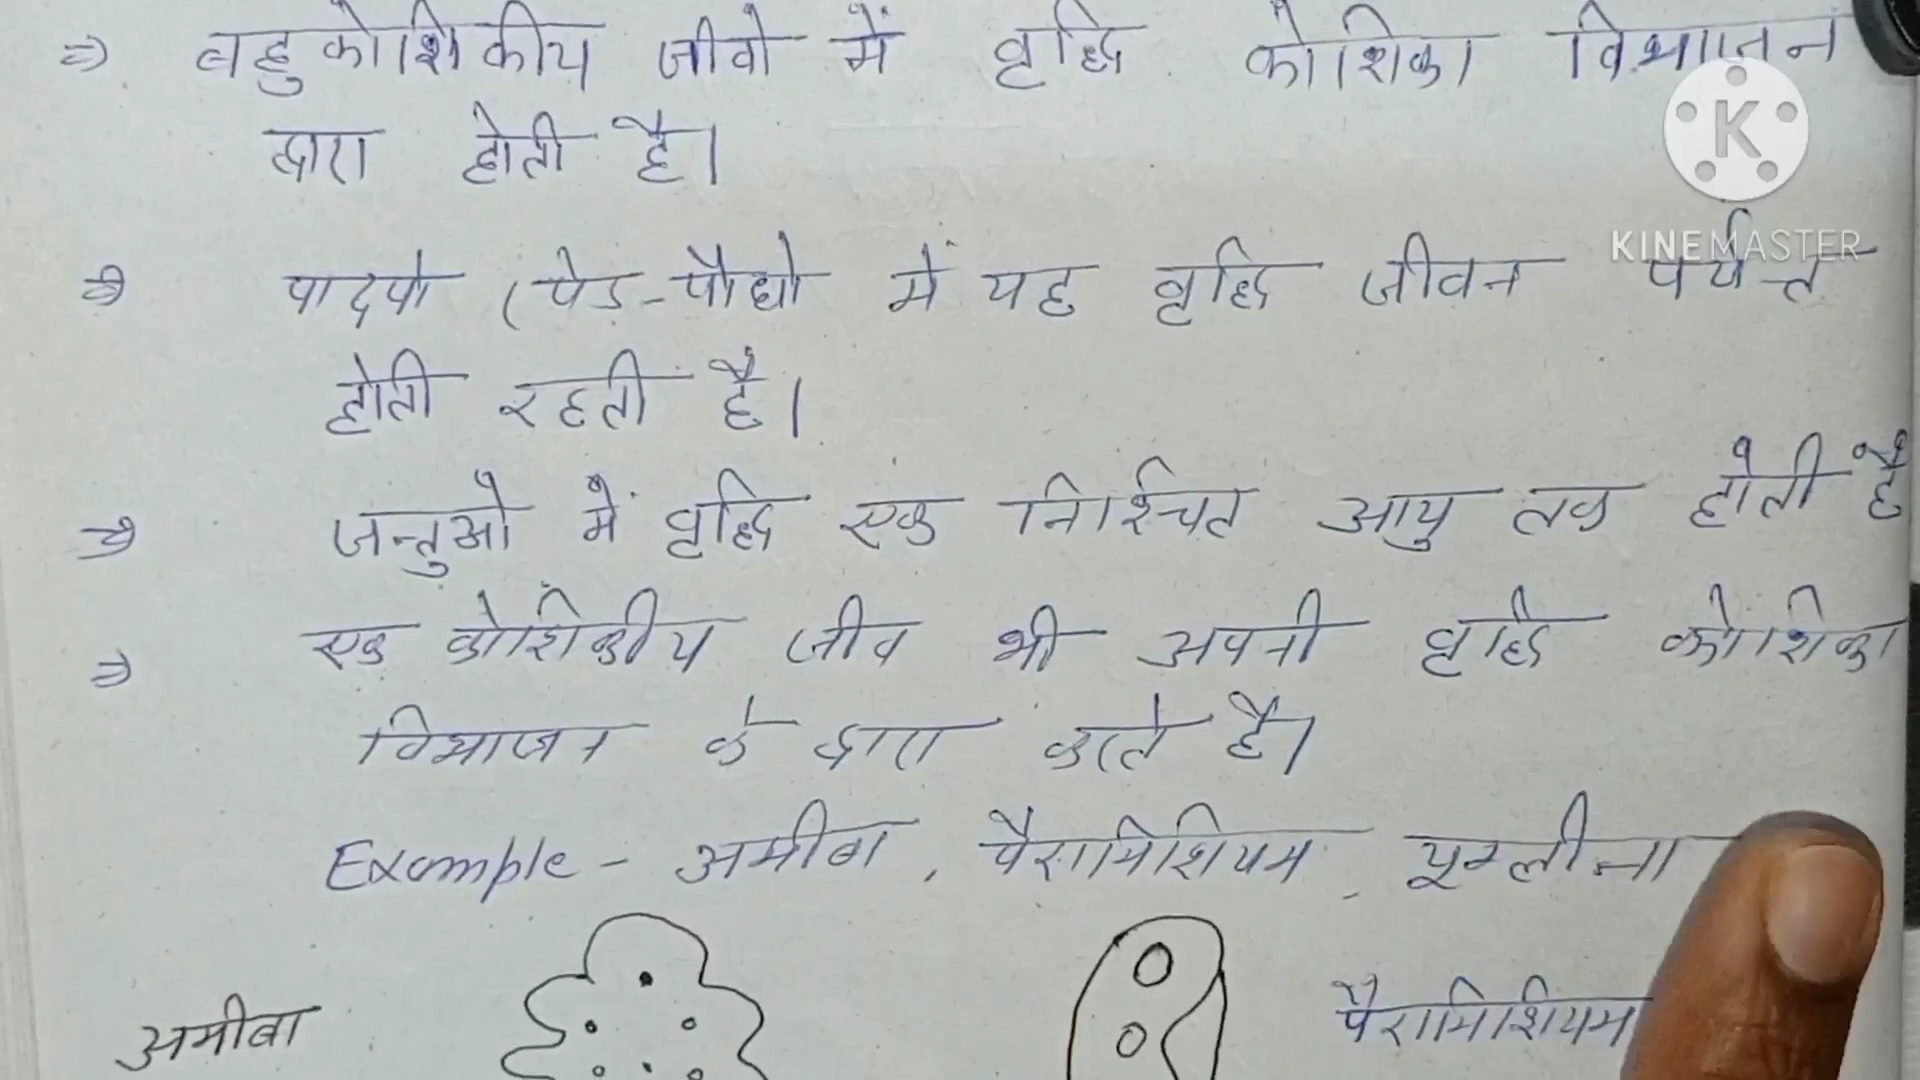 ⇒ बहुकोशिकीय जीवो में वृद्धि कोशिका विभाजन
द्वारा होती है।
K
KINEMASTER
⇒ पादपो (पेड-पौधो में यह वृद्धि जीवन पर्यन्त
होती रहती है।
⇒ जन्तुओ में वृद्धि एक निश्चित आयु तक होती है
⇒ एक कोशिकीय जीव भी अपनी वृद्धि कोशिका
विभाजन के द्वारा करते है।
Example - अमीबा, पैरामिशियम, यूग्लीना
अमीबा
पैरामिशियम